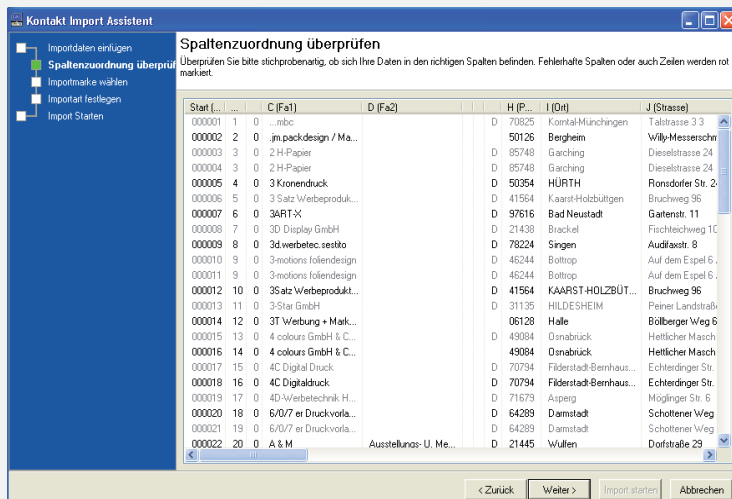 Kontakt Import Assistent
Importdaten einfügen
Spaltenzuordnung überprüf
Importmarke wählen
Importart festlegen
Import Starten
Spaltenzuordnung überprüfen
Überprüfen Sie bitte stichprobenartig, ob sich Ihre Daten in den richtigen Spalten befinden. Fehlerhafte Spalten oder auch Zeilen werden rot
markiert.
Start (... ... C (Fa1) D (Fa2) H (P... I (Ort) J (Strasse)
000001 1 0 ...mbc D 70825 Korntal-Münchingen Talstrasse 3 3
000002 2 0 .jm.packdesign / Ma... 50126 Bergheim Willy-Messerschm
000003 3 0 2 H-Papier D 85748 Garching Dieselstrasse 24
000004 3 0 2 H-Papier D 85748 Garching Dieselstrasse 24
000005 4 0 3 Kronendruck D 50354 HÜRTH Ronsdorfer Str. 24
000006 5 0 3 Satz Werbeproduk... D 41564 Kaarst-Holzbüttgen Bruchweg 96
000007 6 0 3ART-X D 97616 Bad Neustadt Gartenstr. 11
000008 7 0 3D Display GmbH D 21438 Brackel Fischteichweg 10
000009 8 0 3d.werbetec.sestito D 78224 Singen Audifaxstr. 8
000010 9 0 3-motions foliendesign D 46244 Bottrop Auf dem Espel 6
000011 9 0 3-motions foliendesign D 46244 Bottrop Auf dem Espel 6
000012 10 0 3Satz Werbeprodukt... D 41564 KAARST-HOLZBÜT... Bruchweg 96
000013 11 0 3-Star GmbH D 31135 HILDESHEIM Peiner Landstraß
000014 12 0 3T Werbung + Mark... 06128 Halle Böllberger Weg 6
000015 13 0 4 colours GmbH & C... D 49084 Osnabrück Hettlicher Masch
000016 14 0 4 colours GmbH & C... 49084 Osnabrück Hettlicher Masch
000017 15 0 4C Digital Druck D 70794 Filderstadt-Bernhaus... Echterdinger Str.
000018 16 0 4C Digitaldruck D 70794 Filderstadt-Bernhaus... Echterdinger Str.
000019 17 0 4D-Werbetechnik H... D 71679 Asperg Möglinger Str. 6
000020 18 0 6/0/7 er Druckvorla... D 64289 Darmstadt Schottener Weg
000021 19 0 6/0/7 er Druckvorla... D 64289 Darmstadt Schottener Weg
000022 20 0 A & M Ausstellungs- U. Me... D 21445 Wulfen Dorfstraße 29
< Zurück Weiter > Import starten Abbrechen